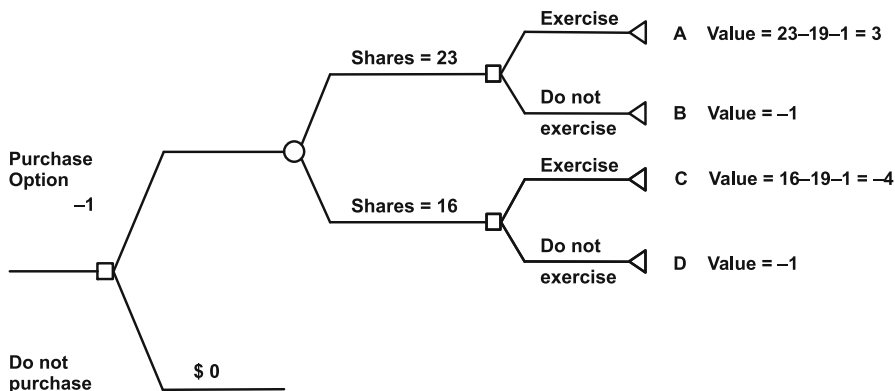 Exercise
A Value = 23–19–1 = 3
Shares = 23
Do not
exercise
B Value = –1
Purchase
Option
–1
Exercise
C Value = 16–19–1 = –4
Shares = 16
Do not
exercise
D Value = –1
Do not
purchase
$ 0